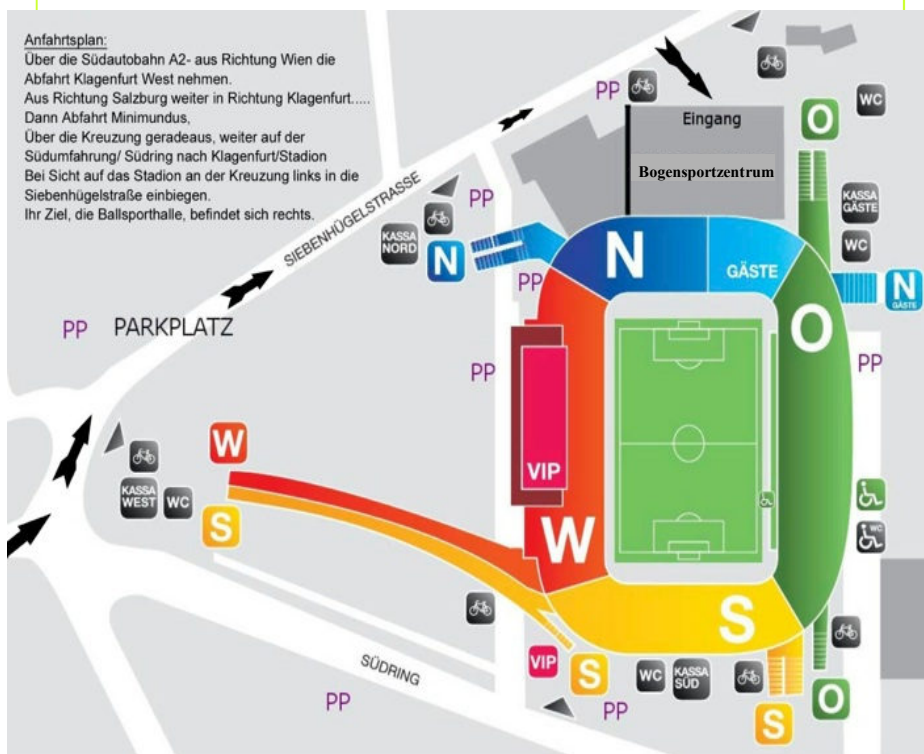 Anfahrtsplan:
Über die Südautobahn A2- aus Richtung Wien die
Abfahrt Klagenfurt West nehmen.
Aus Richtung Salzburg weiter in Richtung Klagenfurt.....
Dann Abfahrt Minimundus,
Über die Kreuzung geradeaus, weiter auf der
Südumfahrung/ Südring nach Klagenfurt/Stadion
Bei Sicht auf das Stadion an der Kreuzung links in die
Siebenhügelstraße einbiegen.
Ihr Ziel, die Ballsporthalle, befindet sich rechts.
PP
Eingang
Bogensportzentrum
O
WC
KASSA
GÄSTE
WC
SIEBENHÜGELSTRASSE
PP
KASSA
NORD
N
N
GÄSTE
PP
N
GÄSTE
O
PP PARKPLATZ
PP
PP
W
VIP
KASSA
WEST
WC
S
W
WC
S
SÜDRING
VIP
S
WC
KASSA
SÜD
S
O
PP
PP